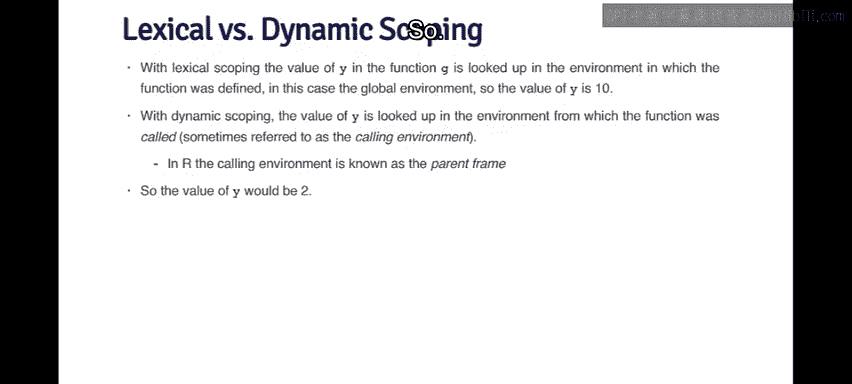 Lexical vs. Dynamic Scoping
So.
· With lexical scoping the value of y in the function g is looked up in the environment in which the
function was defined, in this case the global environment, so the value of y is 10.
· With dynamic scoping, the value of y is looked up in the environment from which the function was
called (sometimes referred to as the calling environment).
- In R the calling environment is known as the parent frame
· So the value of y would be 2.